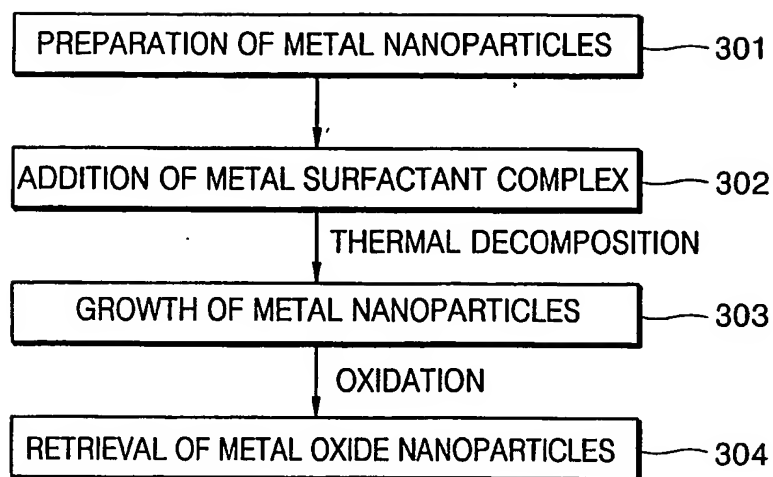 PREPARATION OF METAL NANOPARTICLES 301
ADDITION OF METAL SURFACTANT COMPLEX 302
THERMAL DECOMPOSITION
GROWTH OF METAL NANOPARTICLES 303
OXIDATION
RETRIEVAL OF METAL OXIDE NANOPARTICLES 304